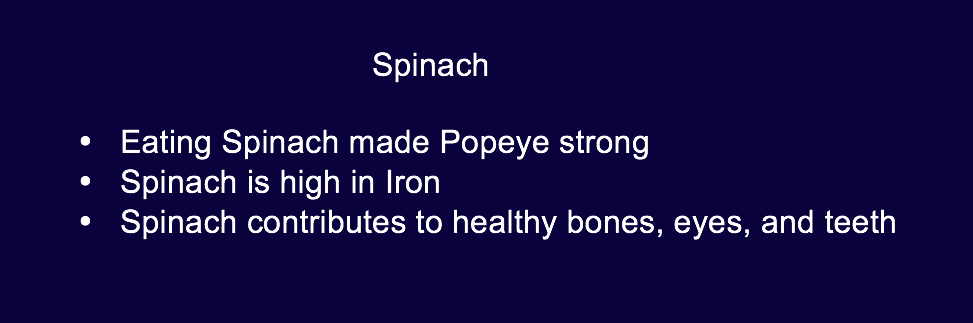 Spinach
• Eating Spinach made Popeye strong
• Spinach is high in Iron
• Spinach contributes to healthy bones, eyes, and teeth